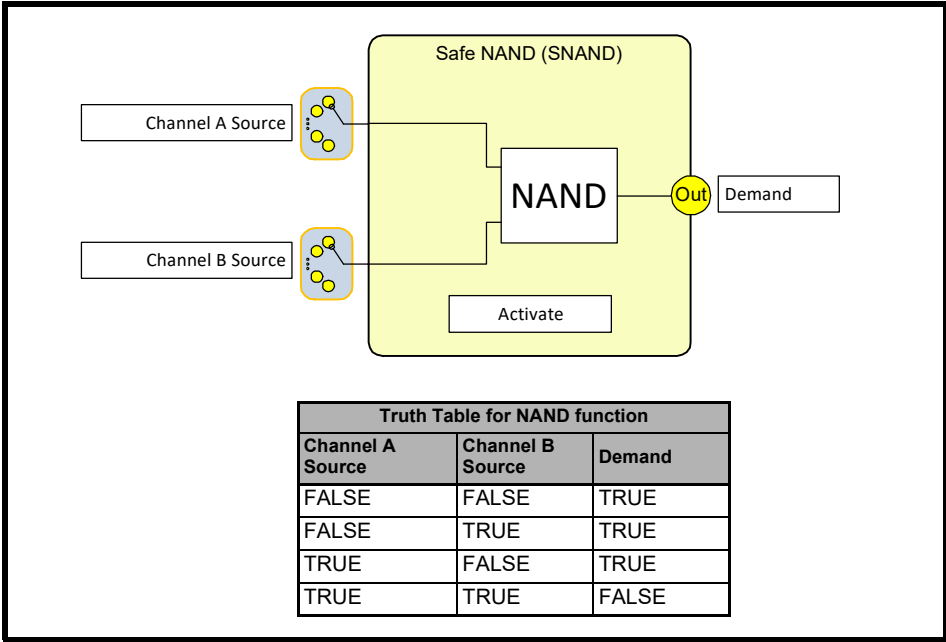 Safe NAND (SNAND)
Channel A Source
NAND
Out
Demand
Channel B Source
Activate
Truth Table for NAND function
Channel A Source Channel B Source Demand
FALSE FALSE TRUE
FALSE TRUE TRUE
TRUE FALSE TRUE
TRUE TRUE FALSE